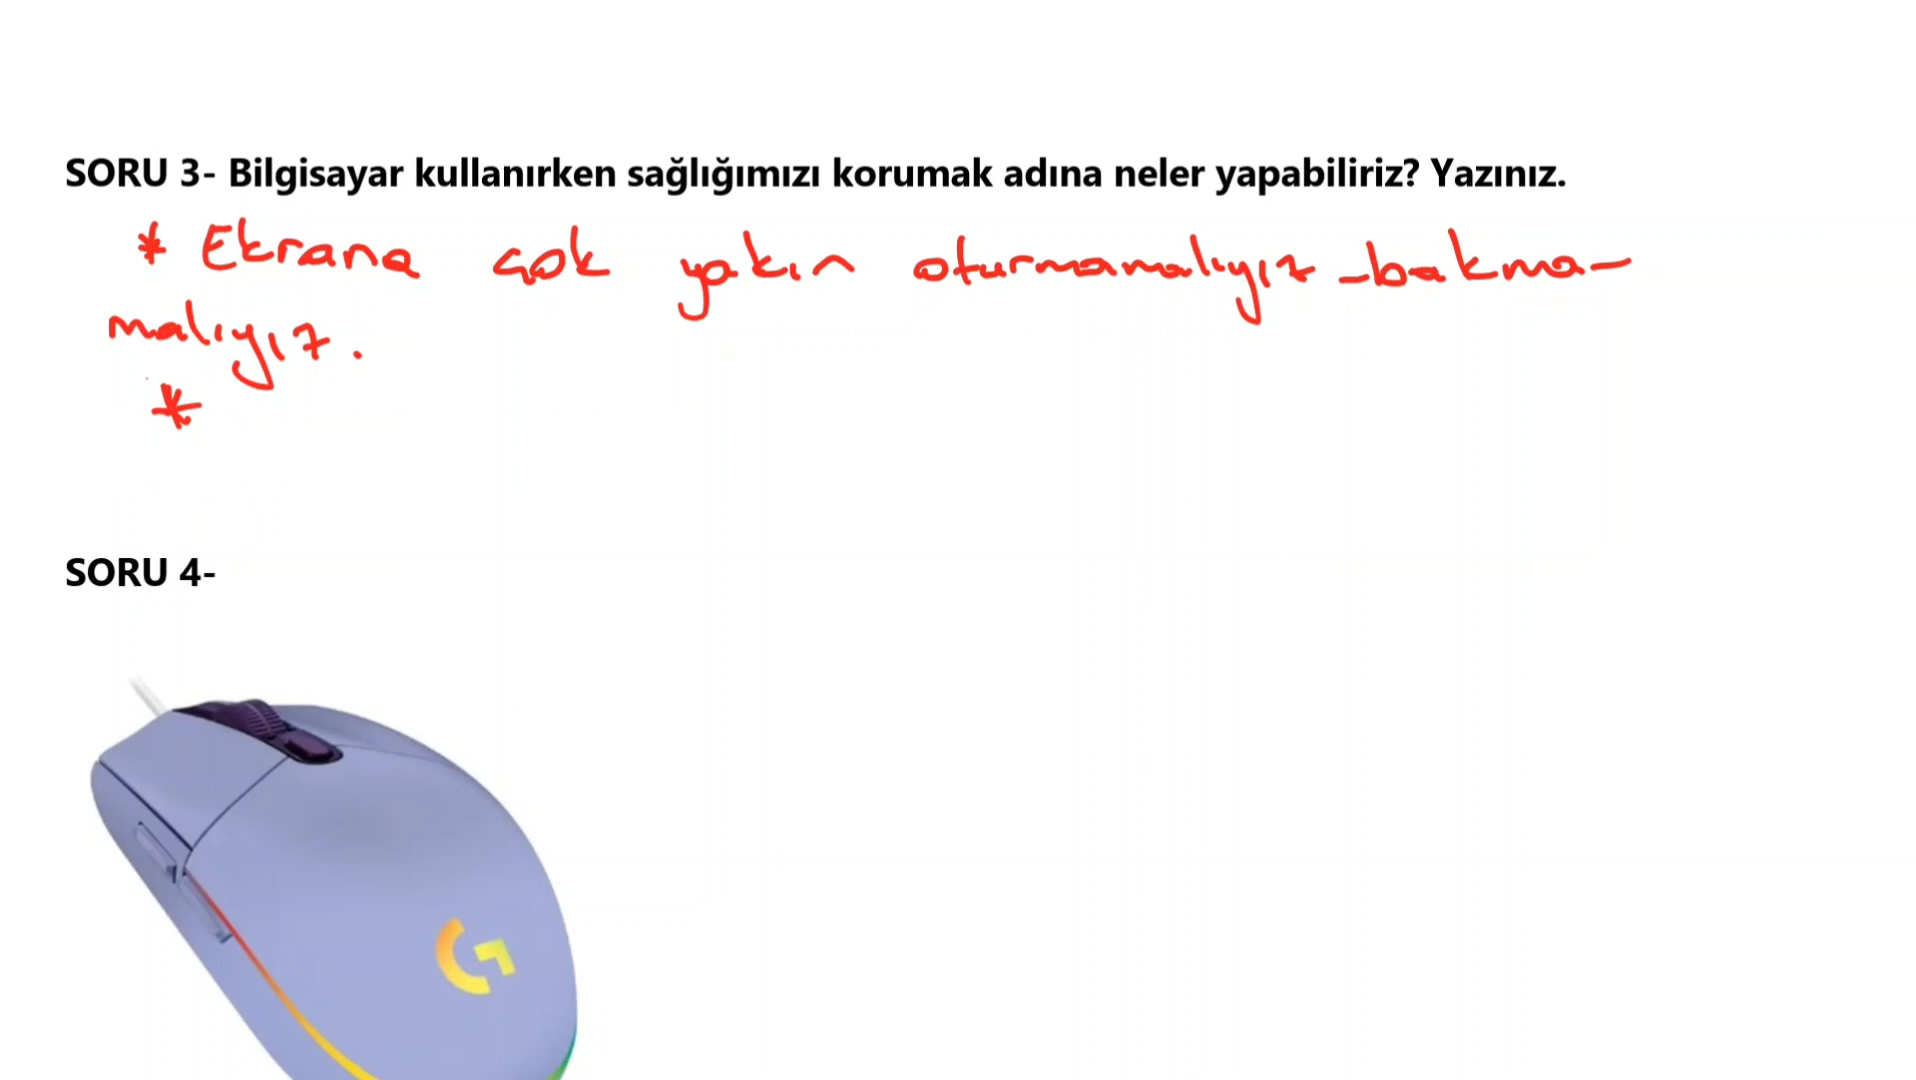 SORU 3- Bilgisayar kullanırken sağlığımızı korumak adına neler yapabiliriz? Yazınız.
* Ekrana çok yakın oturmamalıyız -bakma-
malıyız.
*
SORU 4-
G